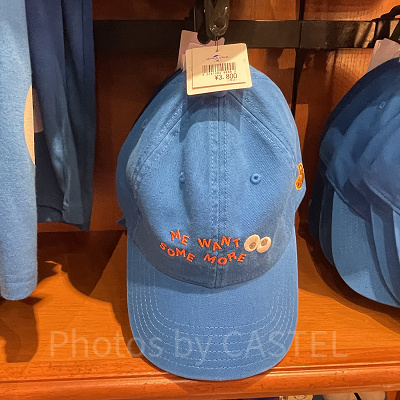 ¥3,800
ME WANT
SOME MORE
Photos by CASTEL